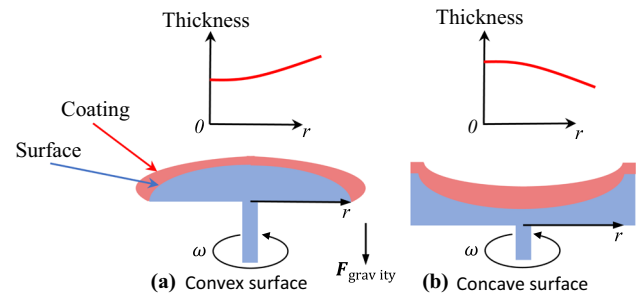 Thickness
0
r
Thickness
0
r
Coating
Surface
r
r
ω
F grav ity
ω
(a) Convex surface
(b) Concave surface